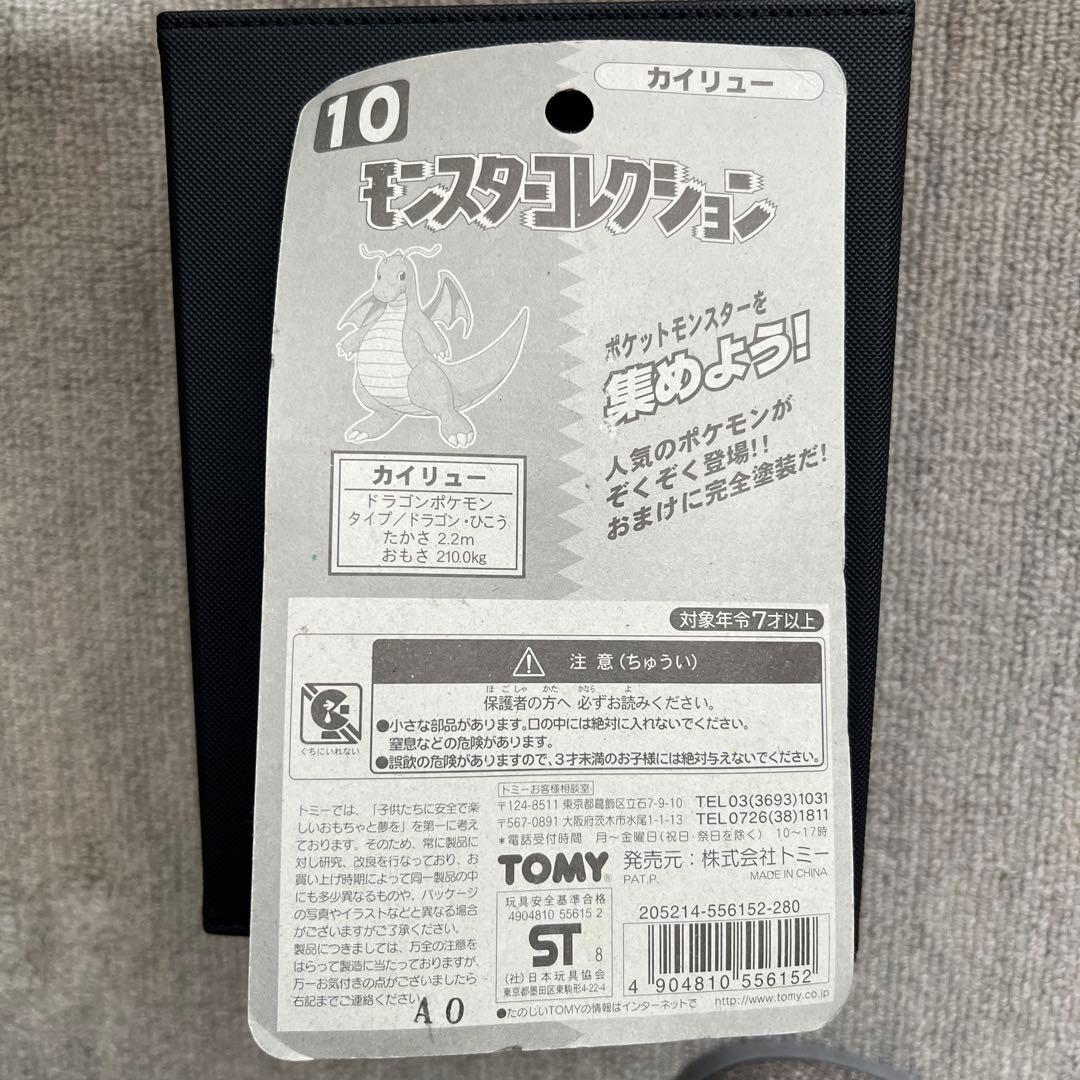 10
カイリュー
モンスターコレクション
ポケットモンスターを
集めよう!
人気のポケモンが
ぞくぞく登場!!
おまけに完全塗装だ!
カイリュー
ドラゴンポケモン
タイプ/ドラゴン・ひこう
たかさ 2.2m
おもさ 210.0kg
対象年令7才以上
注意(ちゅうい)
ほごしゃ かた かなら よ
保護者の方へ 必ずお読みください。
●小さな部品があります。口の中には絶対に入れないでください。
窒息などの危険があります。
●誤飲の危険がありますので、3才未満のお子様には絶対与えないでください。
くちにいれない
トミーでは、「子供たちに安全で楽
しいおもちゃと夢を」を第一に考え
ております。そのため、常に製品に
対し研究、改良を行なっており、お
買い上げ時期によって同一製品の中
にも多少異なるものや、パッケージ
の写真やイラストなどと異なる場合
がございますがご了承ください。
製品につきましては、万全の注意を
はらって製造に当たっておりますが、
万一お気付きの点がございましたら
右記までご連絡ください。
A0
トミーお客様相談室
〒124-8511 東京都葛飾区立石7-9-10 TEL03(3693)1031
〒567-0891 大阪府茨木市水尾1-1-13 TEL0726(38)1811
*電話受付時間 月〜金曜日(祝日・祭日を除く) 10〜17時
TOMY® 発売元:株式会社トミー
PAT.P. MADE IN CHINA
玩具安全基準合格
4904810 55615 2
ST 8
(社)日本玩具協会
東京都墨田区東駒形4-22-4
205214-556152-280
4 904810 556152
●たのしいTOMYの情報はインターネットで http://www.tomy.co.jp